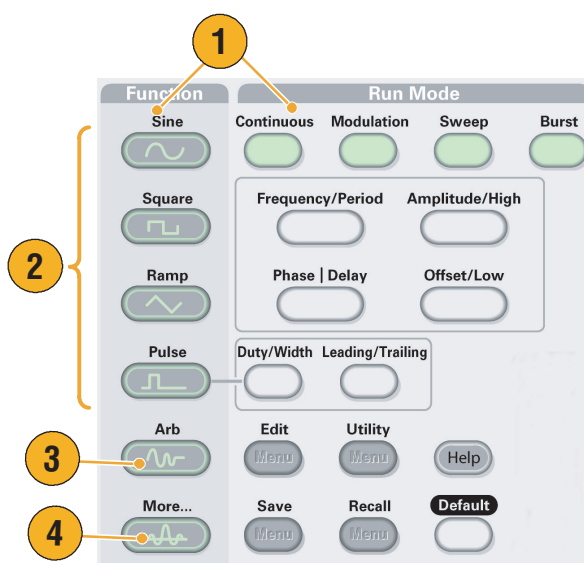 1
Function Run Mode
Sine Continuous Modulation Sweep Burst
Square Frequency/Period Amplitude/High
2
Ramp Phase | Delay Offset/Low
Pulse Duty/Width Leading/Trailing
Arb Edit Utility
3 Menu Menu Help
More... Save Recall Default
4 Menu Menu